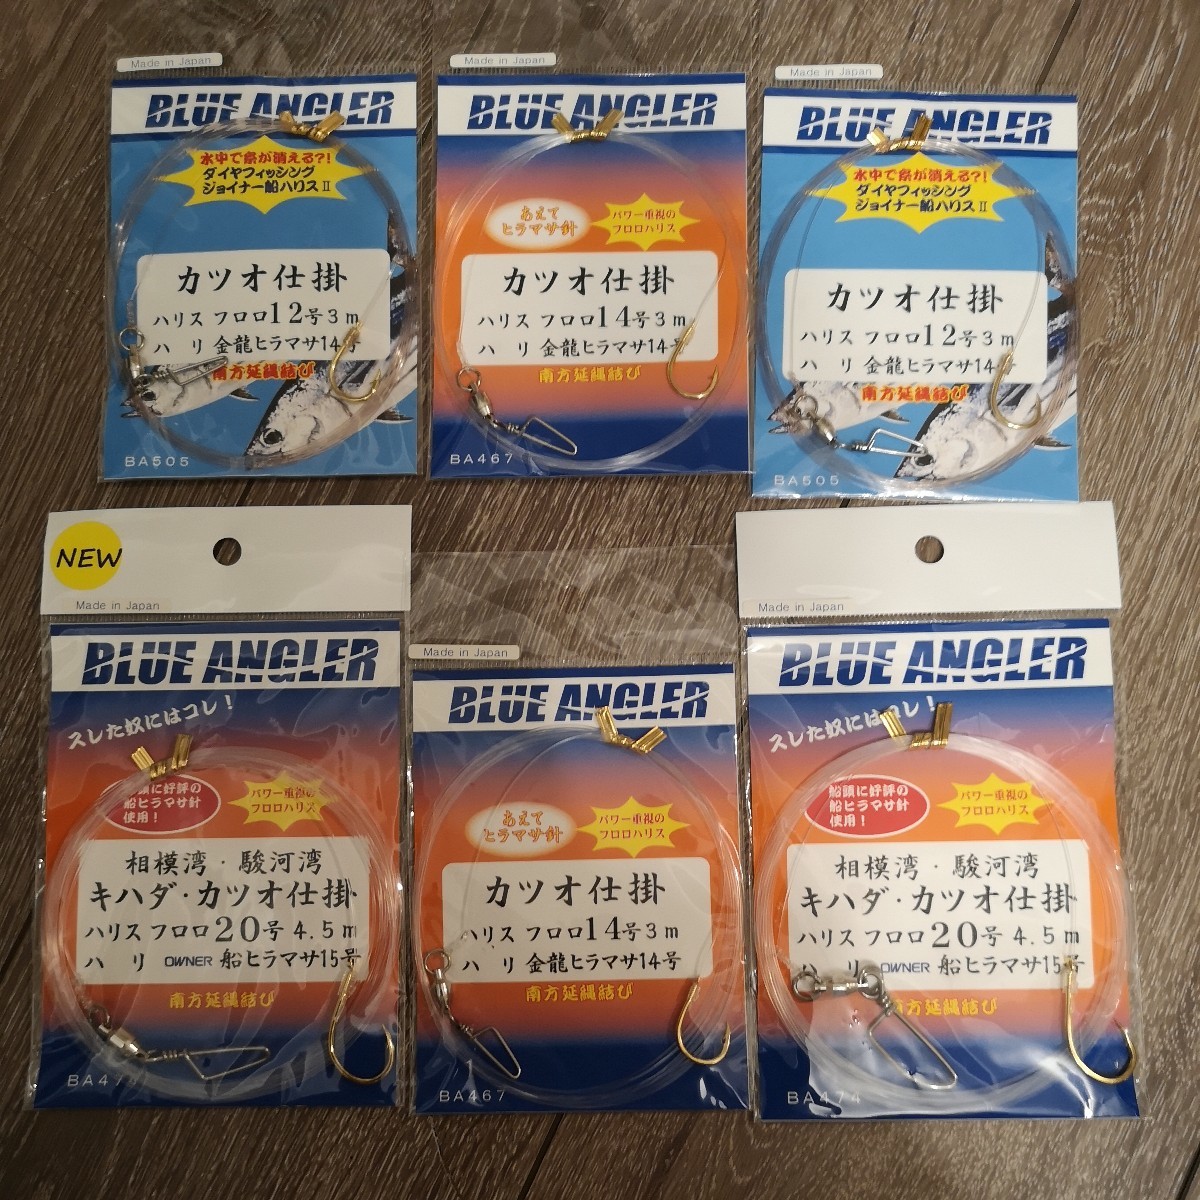 Made in Japan
BLUE ANGLER
水中で糸が消える?!
ダイヤフィッシング
ジョイナー船ハリスⅡ
カツオ仕掛
ハリス フロロ12号3m
ハリ 金龍ヒラマサ14号
南方延縄結び
BA505
Made in Japan
BLUE ANGLER
あえて
ヒラマサ針
パワー重視の
フロロハリス
カツオ仕掛
ハリス フロロ14号3m
ハリ 金龍ヒラマサ14号
南方延縄結び
BA467
Made in Japan
BLUE ANGLER
水中で糸が消える?!
ダイヤフィッシング
ジョイナー船ハリスⅡ
カツオ仕掛
ハリス フロロ12号3m
ハリ 金龍ヒラマサ14号
南方延縄結び
BA505
NEW
Made in Japan
BLUE ANGLER
スレた奴にはコレ!
船頭に好評の
船ヒラマサ針
使用!
パワー重視の
フロロハリス
相模湾・駿河湾
キハダ・カツオ仕掛
ハリス フロロ20号 4.5m
ハリ OWNER 船ヒラマサ15号
南方延縄結び
BA474
Made in Japan
BLUE ANGLER
あえて
ヒラマサ針
パワー重視の
フロロハリス
カツオ仕掛
ハリス フロロ14号3m
ハリ 金龍ヒラマサ14号
南方延縄結び
BA467
Made in Japan
BLUE ANGLER
スレた奴にはコレ!
船頭に好評の
船ヒラマサ針
使用!
パワー重視の
フロロハリス
相模湾・駿河湾
キハダ・カツオ仕掛
ハリス フロロ20号 4.5m
ハリ OWNER 船ヒラマサ15号
南方延縄結び
BA474